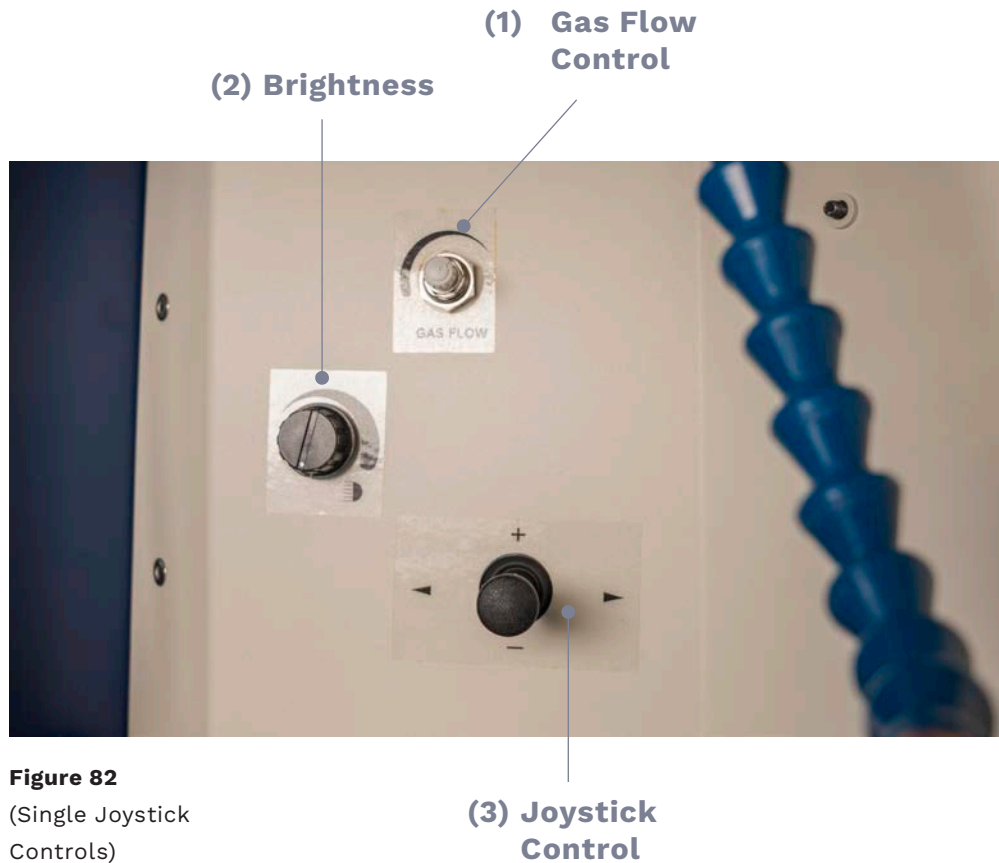 (1) Gas Flow
Control
(2) Brightness
GAS FLOW
+
−
Figure 82
(Single Joystick
Controls)
(3) Joystick
Control